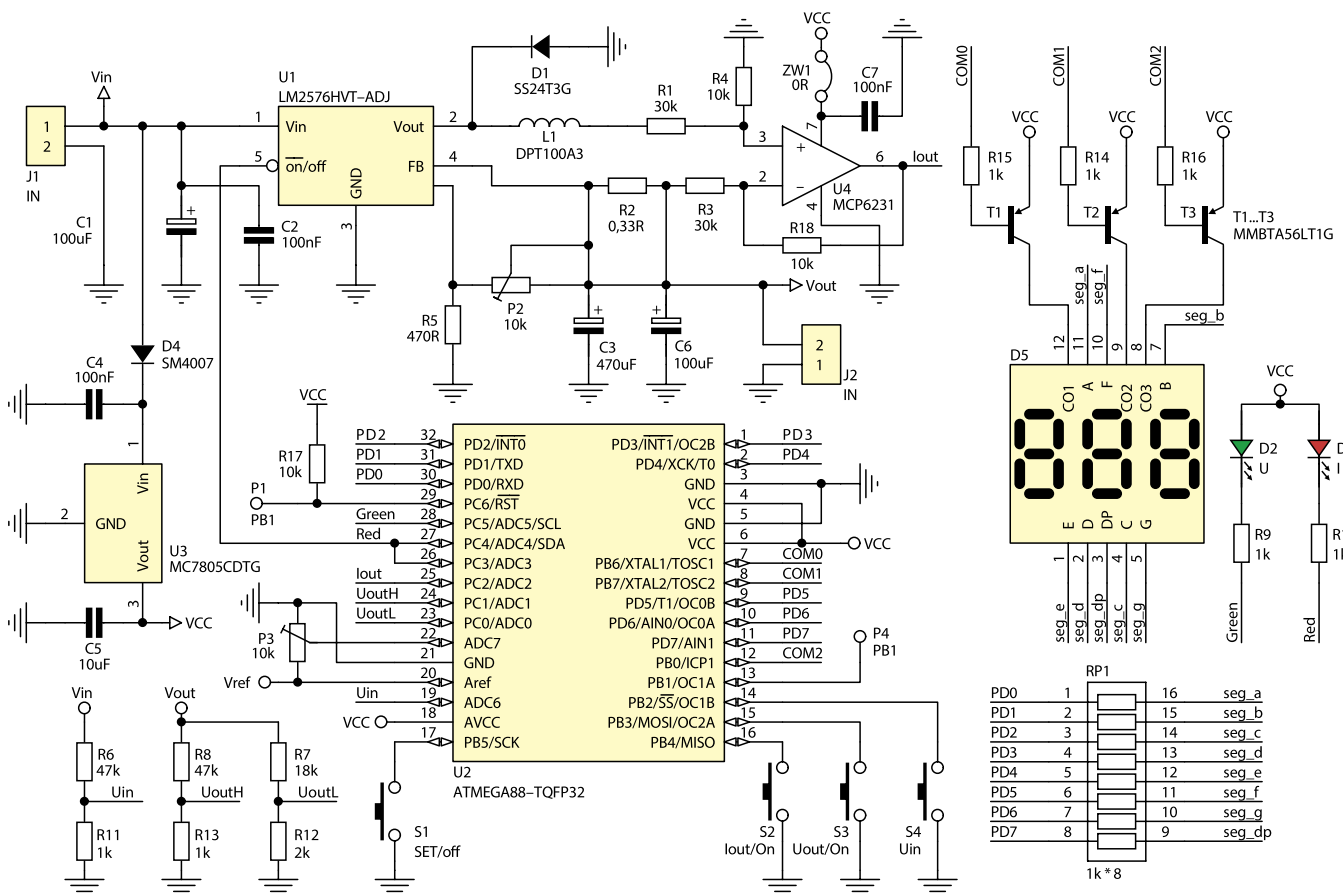 Vin
J1
IN
1
2
C1
100uF
+
C2
100nF
U1
LM2576HVT-ADJ
1
Vin
Vout
2
5
on/off
FB
4
GND
3
D1
SS24T3G
L1
DPT100A3
R1
30k
R4
10k
VCC
ZW1
0R
C7
100nF
3
+
7
2
–
4
6
Iout
U4
MCP6231
R2
0,33R
R3
30k
R18
10k
P2
10k
R5
470R
+
C3
470uF
+
C6
100uF
Vout
2
1
J2
IN
D4
SM4007
C4
100nF
1
Vin
2
GND
Vout
U3
MC7805CDTG
3
VCC
C5
10uF
VCC
R17
10k
P1
PB1
PD2
32
PD2/INT0
PD1
31
PD1/TXD
PD0
30
PD0/RXD
29
PC6/RST
Green
28
PC5/ADC5/SCL
Red
27
PC4/ADC4/SDA
26
PC3/ADC3
Iout
25
PC2/ADC2
UoutH
24
PC1/ADC1
UoutL
23
PC0/ADC0
22
ADC7
21
GND
20
Aref
Uin
19
ADC6
VCC
18
AVCC
17
PB5/SCK
PD3/INT1/OC2B
1
PD3
PD4/XCK/T0
2
PD4
GND
3
VCC
4
GND
5
VCC
6
VCC
PB6/XTAL1/TOSC1
7
COM0
PB7/XTAL2/TOSC2
8
COM1
PD5/T1/OC0B
9
PD5
PD6/AIN0/OC0A
10
PD6
PD7/AIN1
11
PD7
PB0/ICP1
12
COM2
PB1/OC1A
13
PB2/SS/OC1B
14
PB3/MOSI/OC2A
15
PB4/MISO
16
U2
ATMEGA88-TQFP32
P3
10k
Vref
P4
PB1
S1
SET/off
S2
Iout/On
S3
Uout/On
S4
Uin
Vin
R6
47k
Uin
R11
1k
Vout
R8
47k
UoutH
R13
1k
R7
18k
UoutL
R12
2k
COM0
COM1
COM2
R15
1k
VCC
R14
1k
VCC
R16
1k
VCC
T1
T2
T3
T1...T3
MMBTA56LT1G
seg_a
seg_f
seg_b
D5
12
11
10
9
8
7
CO1
A
F
CO2
CO3
B
E
D
DP
C
G
1
2
3
4
5
seg_e
seg_d
seg_dp
seg_c
seg_g
VCC
D2
U
D
I
R9
1k
R1
1k
Green
Red
RP1
PD0
1
16
seg_a
PD1
2
15
seg_b
PD2
3
14
seg_c
PD3
4
13
seg_d
PD4
5
12
seg_e
PD5
6
11
seg_f
PD6
7
10
seg_g
PD7
8
9
seg_dp
1k*8